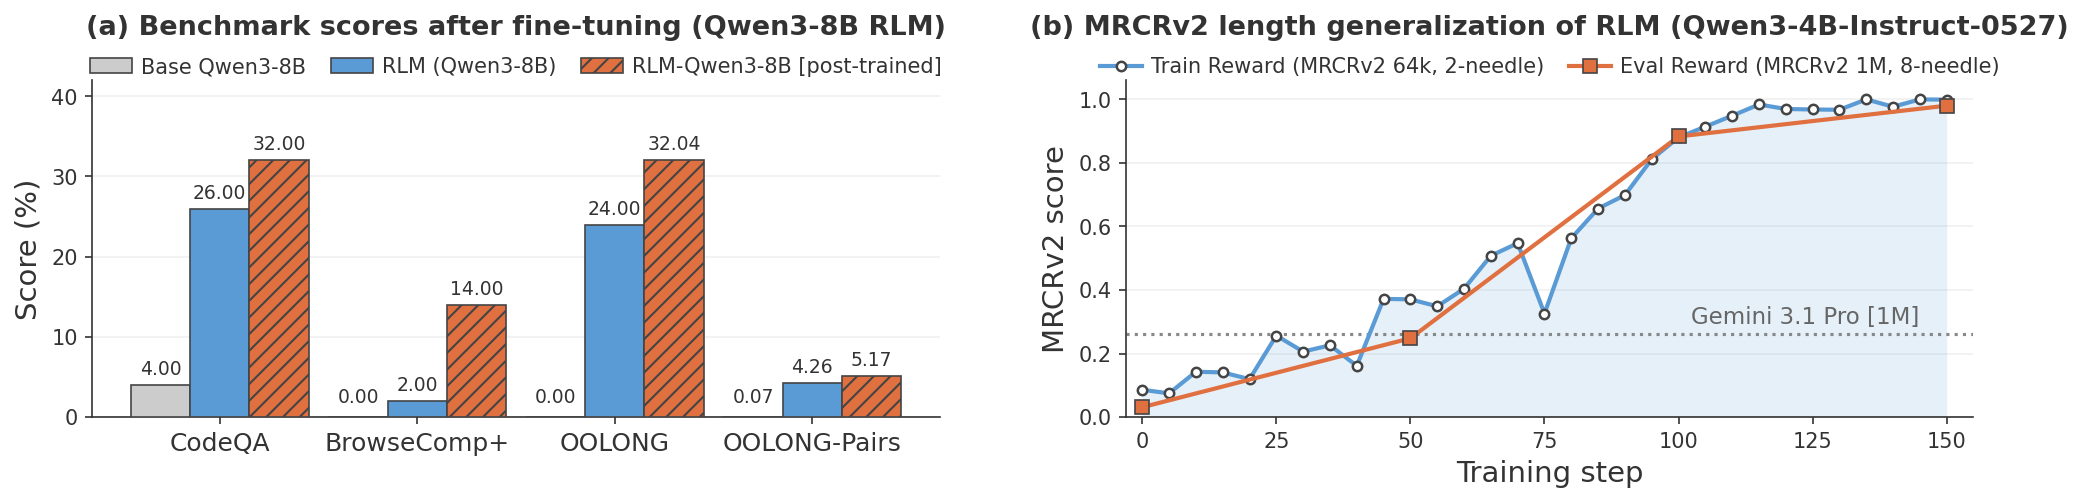 (a) Benchmark scores after fine-tuning (Qwen3-8B RLM)
Base Qwen3-8B
RLM (Qwen3-8B)
RLM-Qwen3-8B [post-trained]
Score (%)
40
30
20
10
0
4.00
26.00
32.00
0.00
2.00
14.00
0.00
24.00
32.04
0.07
4.26
5.17
CodeQA
BrowseComp+
OOLONG
OOLONG-Pairs
(b) MRCRv2 length generalization of RLM (Qwen3-4B-Instruct-0527)
Train Reward (MRCRv2 64k, 2-needle)
Eval Reward (MRCRv2 1M, 8-needle)
MRCRv2 score
1.0
0.8
0.6
0.4
0.2
0.0
Gemini 3.1 Pro [1M]
0
25
50
75
100
125
150
Training step